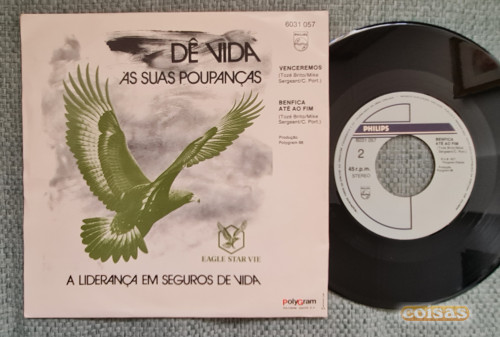 6031 057
PHILIPS
DÊ VIDA
ÀS SUAS POUPANÇAS
VENCEREMOS
(Tozé Brito/Mike
Sergeant/C. Port.)
BENFICA
ATÉ AO FIM
(Tozé Brito/Mike
Sergeant/C. Port.)
Produção
Polygram 86
EAGLE STAR VIE
A LIDERANÇA EM SEGUROS DE VIDA
polygram
PHILIPS
6031 057
2
45 r.p.m.
STEREO
BENFICA
ATÉ AO FIM
coisas